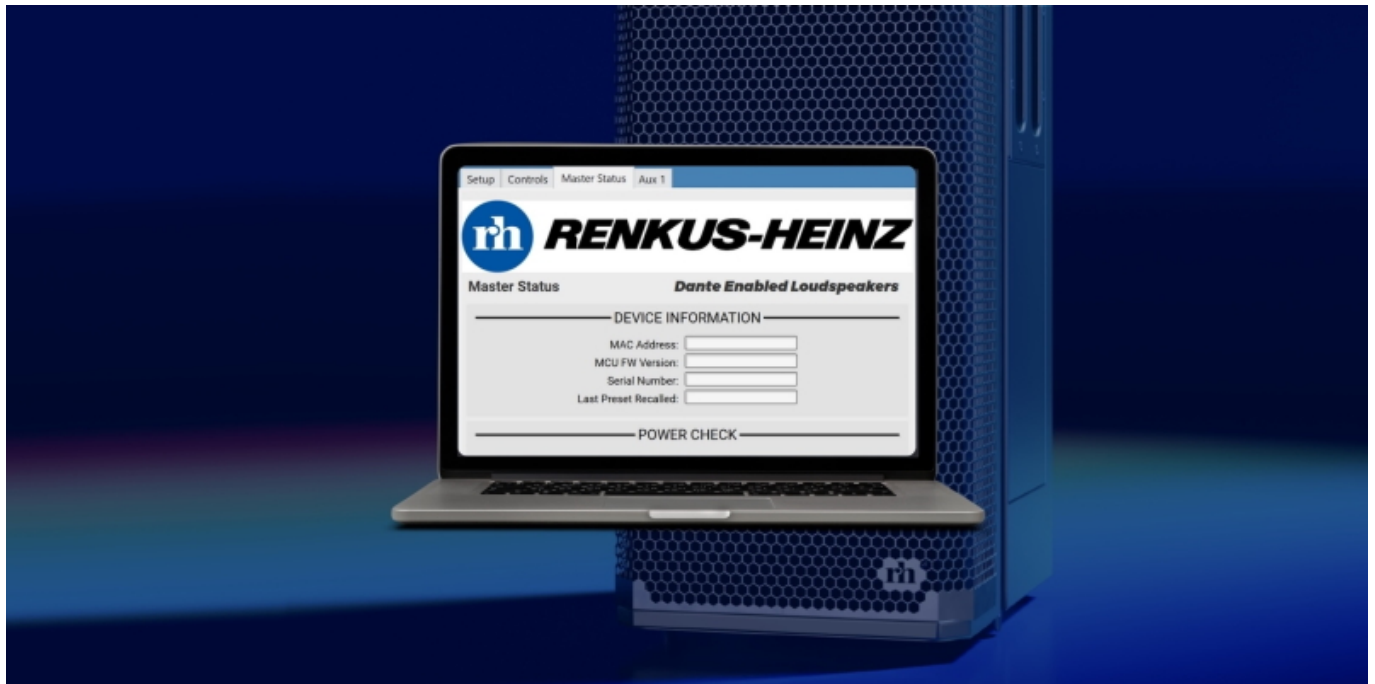 Setup Controls Master Status Aux 1
rh RENKUS-HEINZ
Master Status Dante Enabled Loudspeakers
DEVICE INFORMATION
MAC Address:
MCU FW Version:
Serial Number:
Last Preset Recalled:
POWER CHECK
rh